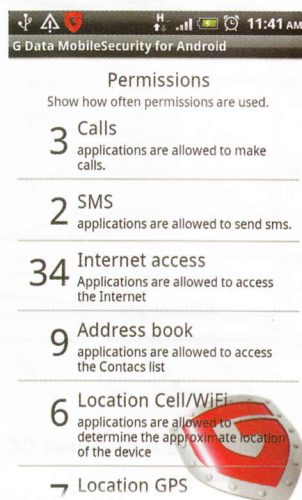 H
11:41 AM
G Data MobileSecurity for Android
Permissions
Show how often permissions are used.
3 Calls
applications are allowed to make
calls.
2 SMS
applications are allowed to send sms.
34 Internet access
Applications are allowed to access
the Internet
9 Address book
applications are allowed to access
the Contacs list
6 Location Cell/WiFi
applications are allowed to
determine the approximate location
of the device
7 Location GPS